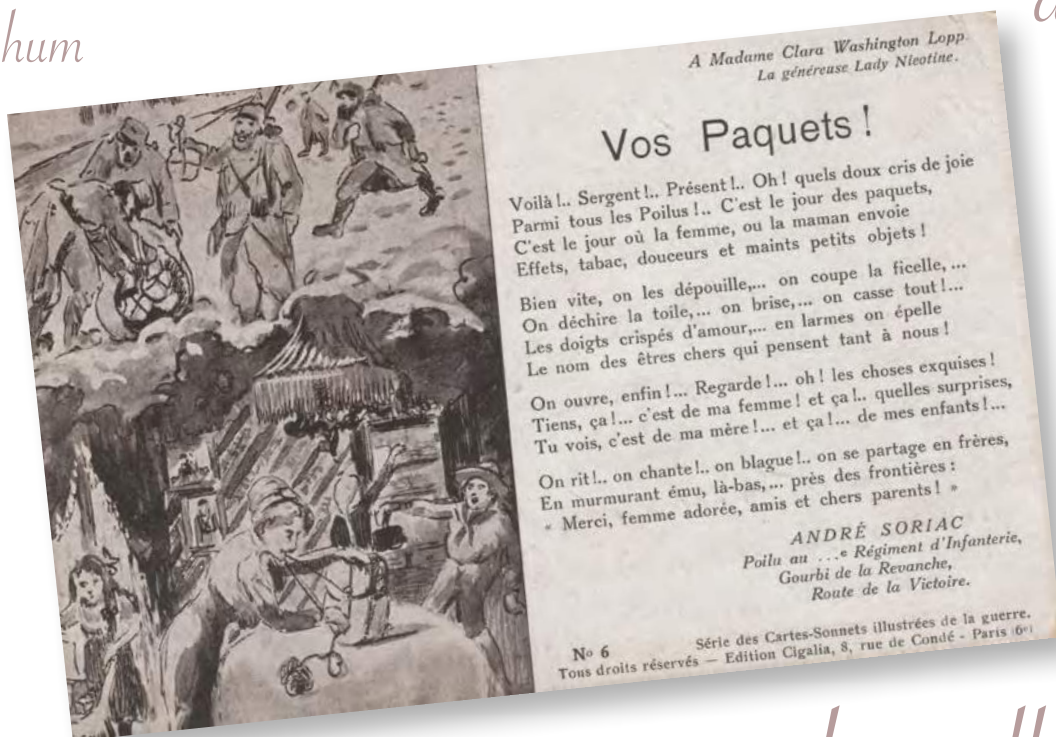 hum
A Madame Clara Washington Lopp.
La généreuse Lady Nicotine.
Vos Paquets !
Voilà !.. Sergent !.. Présent !.. Oh ! quels doux cris de joie
Parmi tous les Poilus !.. C'est le jour des paquets,
C'est le jour où la femme, ou la maman envoie
Effets, tabac, douceurs et maints petits objets !
Bien vite, on les dépouille,... on coupe la ficelle, ...
On déchire la toile,... on brise,... on casse tout !...
Les doigts crispés d'amour,... en larmes on épelle
Le nom des êtres chers qui pensent tant à nous !
On ouvre, enfin !... Regarde !... oh ! les choses exquises !
Tiens, ça !... c'est de ma femme ! et ça !.. quelles surprises,
Tu vois, c'est de ma mère !... et ça !... de mes enfants !...
On rit !.. on chante !.. on blague !.. on se partage en frères,
En murmurant ému, là-bas,... près des frontières :
« Merci, femme adorée, amis et chers parents ! »
ANDRÉ SORIAC
Poilu au ...e Régiment d'Infanterie,
Gourbi de la Revanche,
Route de la Victoire.
No 6
Série des Cartes-Sonnets illustrées de la guerre.
Tous droits réservés — Edition Cigalia, 8, rue de Condé - Paris (6e)